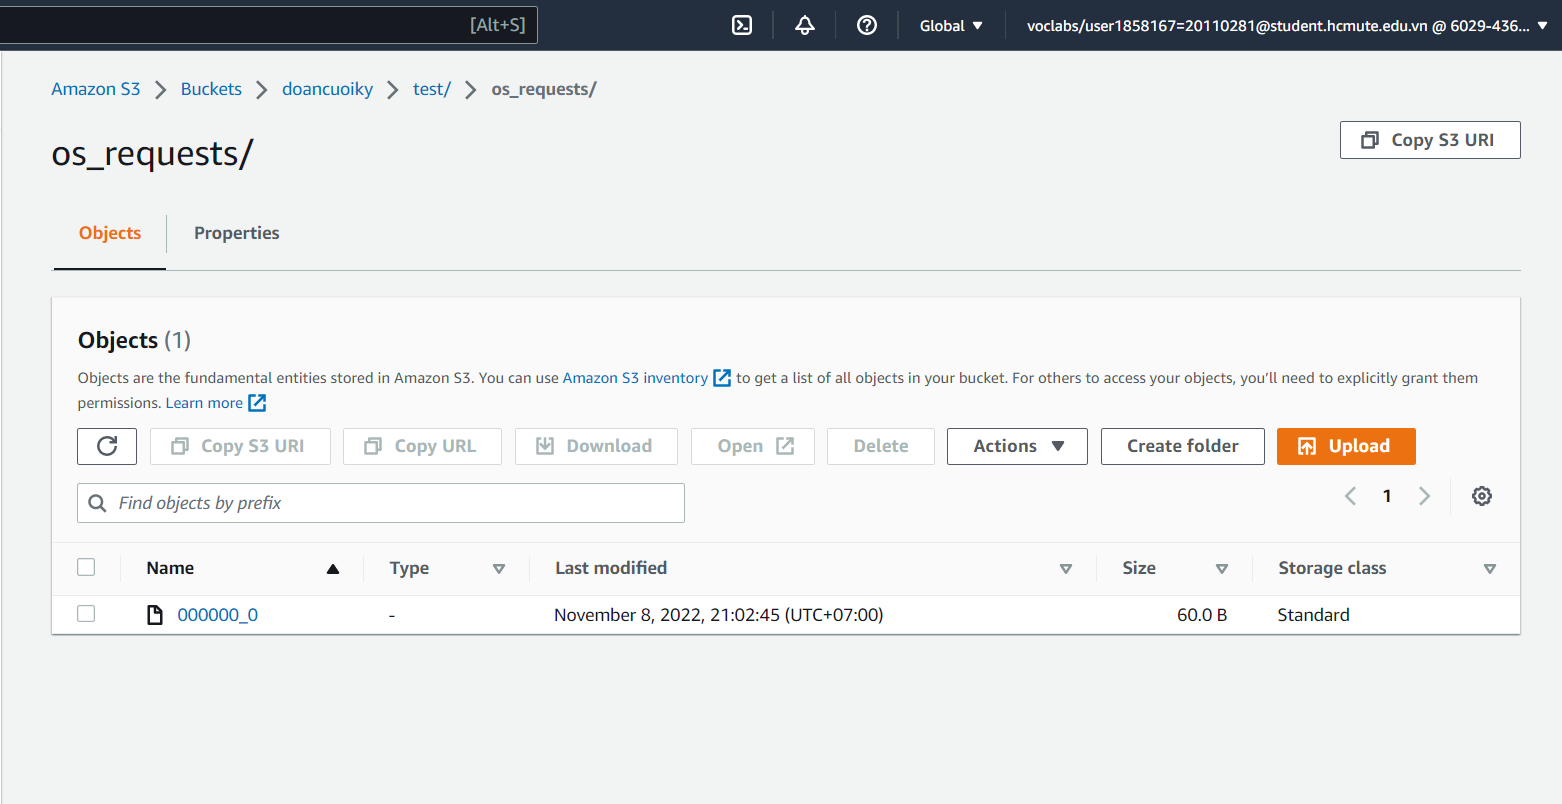 [Alt+S] Global voclabs/user1858167=20110281@student.hcmute.edu.vn @ 6029-436...
Amazon S3 Buckets doancuoiky test/ os_requests/
os_requests/
Copy S3 URI
Objects Properties
Objects (1)
Objects are the fundamental entities stored in Amazon S3. You can use Amazon S3 inventory to get a list of all objects in your bucket. For others to access your objects, you'll need to explicitly grant them
permissions. Learn more
Copy S3 URI Copy URL Download Open Delete Actions Create folder Upload
Find objects by prefix
1
Name Type Last modified Size Storage class
000000_0 - November 8, 2022, 21:02:45 (UTC+07:00) 60.0 B Standard